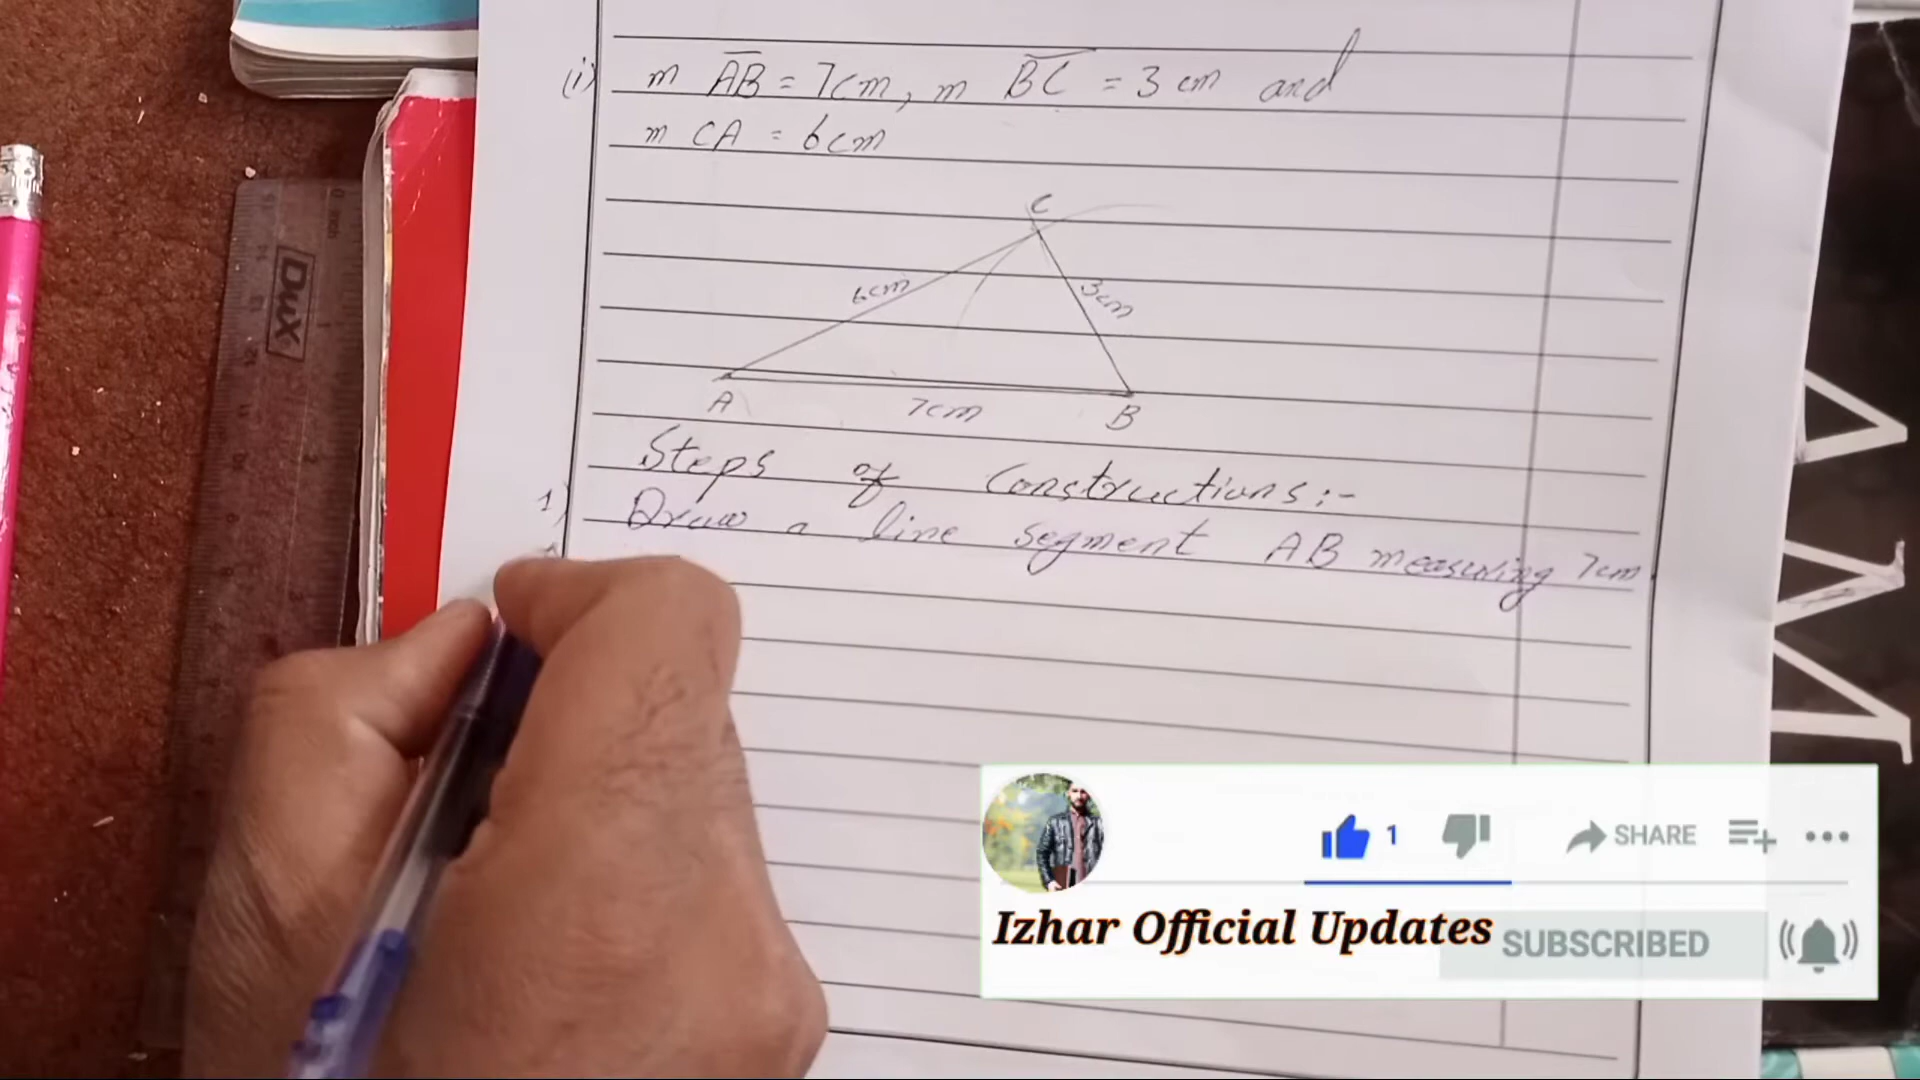 (i) m AB = 7cm, m BC = 3 cm and
m CA = 6cm
C
6cm
3cm
A
7cm
B
Steps of Constructions:-
1) Draw a line segment AB measuring 7cm
DUX
1
SHARE
Izhar Official Updates
SUBSCRIBED